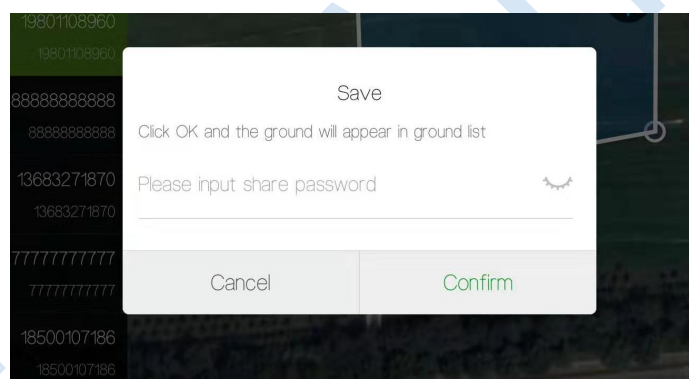 19801108960
19801108960
88888888888
88888888888
13683271870
13683271870
77777777777
77777777777
18500107186
18500107186
Save
Click OK and the ground will appear in ground list
Please input share password
Cancel
Confirm